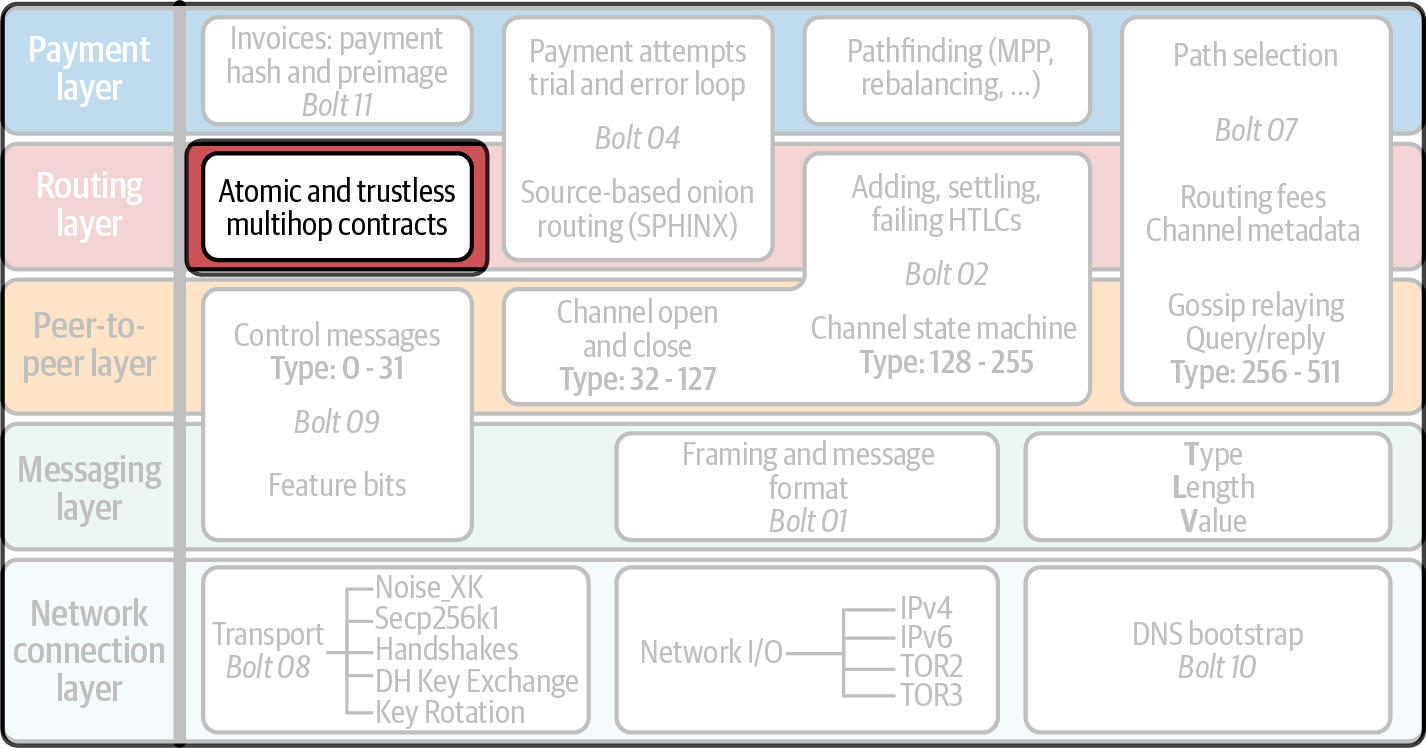 Payment
layer
Invoices: payment
hash and preimage
Bolt 11
Payment attempts
trial and error loop
Bolt 04
Source-based onion
routing (SPHINX)
Pathfinding (MPP,
rebalancing, ...)
Path selection
Bolt 07
Routing fees
Channel metadata
Gossip relaying
Query/reply
Type: 256 - 511
Routing
layer
Atomic and trustless
multihop contracts
Adding, settling,
failing HTLCs
Bolt 02
Channel state machine
Type: 128 - 255
Peer-to-
peer layer
Control messages
Type: 0 - 31
Bolt 09
Feature bits
Channel open
and close
Type: 32 - 127
Messaging
layer
Framing and message
format
Bolt 01
Type
Length
Value
Network
connection
layer
Transport
Bolt 08
Noise_XK
Secp256k1
Handshakes
DH Key Exchange
Key Rotation
Network I/O
IPv4
IPv6
TOR2
TOR3
DNS bootstrap
Bolt 10